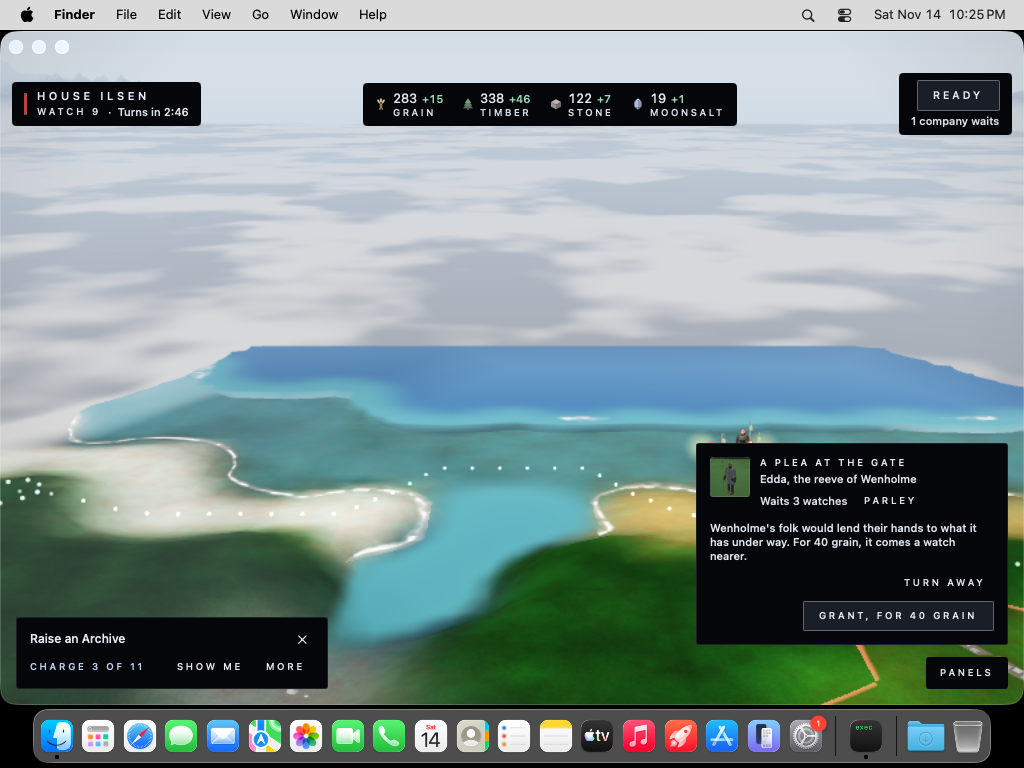 Finder File Edit View Go Window Help Sat Nov 14 10:25 PM
HOUSE ILSEN
WATCH 9 · Turns in 2:46
283 +15 GRAIN
338 +46 TIMBER
122 +7 STONE
19 +1 MOONSALT
READY
1 company waits
A PLEA AT THE GATE
Edda, the reeve of Wenholme
Waits 3 watches PARLEY
Wenholme's folk would lend their hands to what it
has under way. For 40 grain, it comes a watch
nearer.
TURN AWAY
GRANT, FOR 40 GRAIN
Raise an Archive
CHARGE 3 OF 11 SHOW ME MORE
PANELS
Sat
14
tv
1
exec